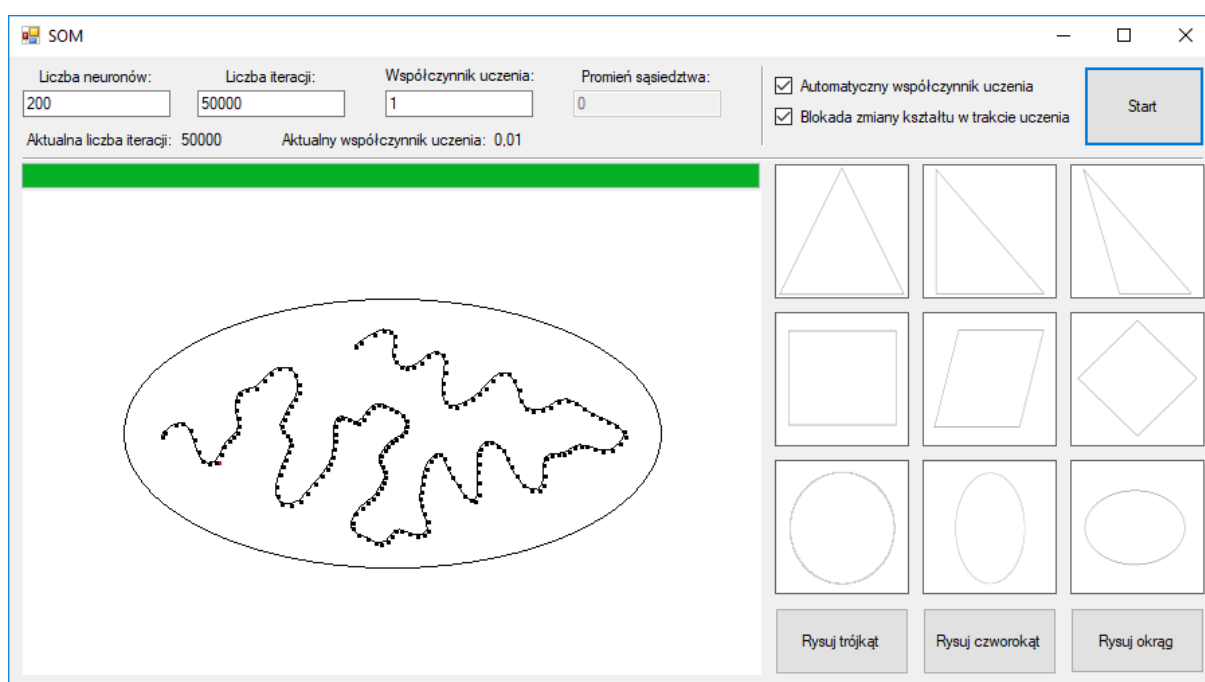 SOM
Liczba neuronów: Liczba iteracji: Współczynnik uczenia: Promień sąsiedztwa:
200 50000 1 0
Aktualna liczba iteracji: 50000 Aktualny współczynnik uczenia: 0,01
Automatyczny współczynnik uczenia
Blokada zmiany kształtu w trakcie uczenia
Start
Rysuj trójkąt Rysuj czworokąt Rysuj okrąg